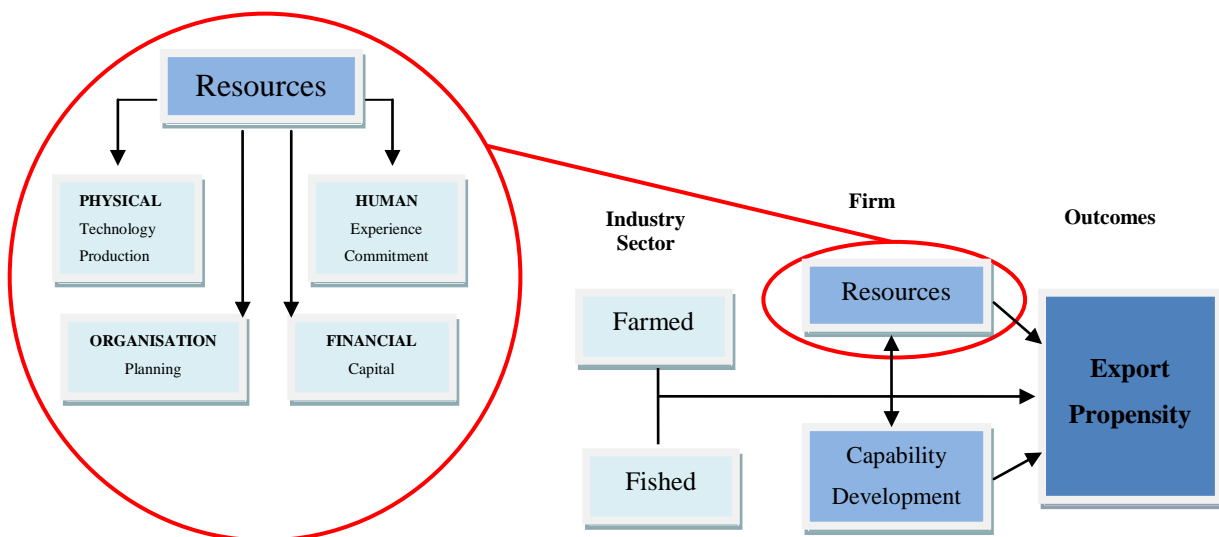 Resources
PHYSICAL
Technology
Production
HUMAN
Experience
Commitment
ORGANISATION
Planning
FINANCIAL
Capital
Industry
Sector
Firm
Outcomes
Farmed
Fished
Resources
Capability
Development
Export
Propensity